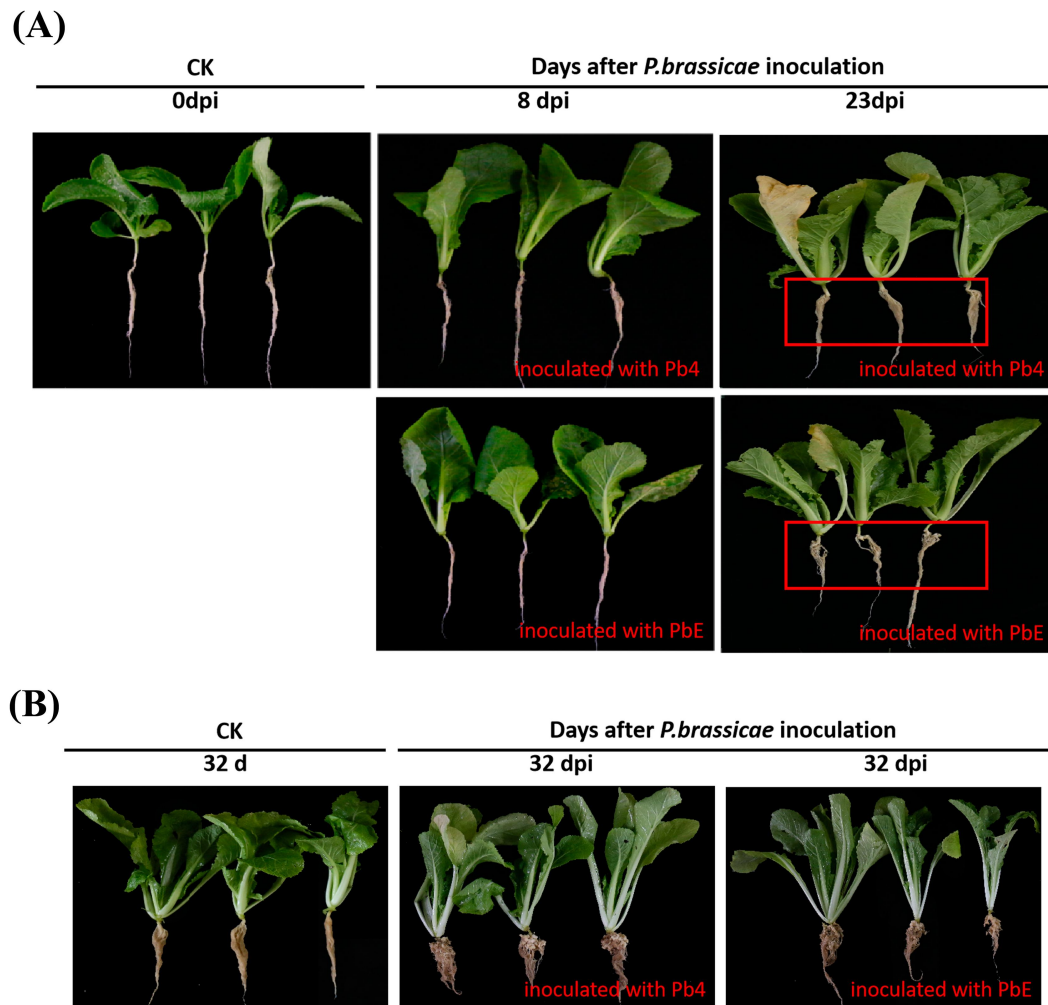 (A)
CK
Days after P.brassicae inoculation
0dpi
8 dpi
23dpi
inoculated with Pb4
inoculated with Pb4
inoculated with PbE
inoculated with PbE
(B)
CK
Days after P.brassicae inoculation
32 d
32 dpi
32 dpi
inoculated with Pb4
inoculated with PbE